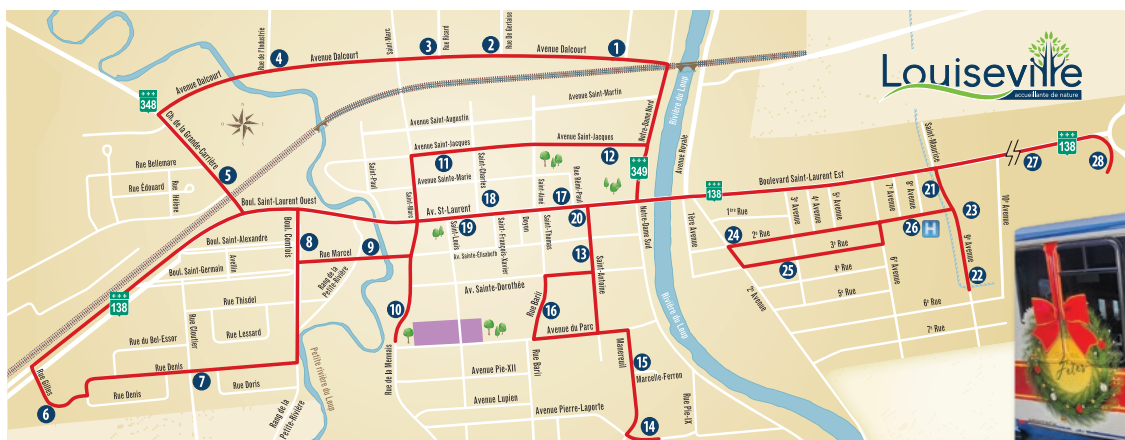 Louiseville
accueillante de nature
Avenue Dalcourt
1
2
3
4
Avenue Dalcourt
Avenue Dalcourt
Rue de l'Industrie
Saint-Marc
Rue Ricard
Rue De Gerlaise
348
Ch. de la Grande-Carrière
5
Rue Bellemare
Rue Édouard
Rue Hélène
Avenue Saint-Martin
Avenue Saint-Augustin
Avenue Saint-Jacques
Avenue Saint-Jacques
11
12
Avenue Sainte-Marie
Saint-Paul
Saint-Marc
Saint-Charles
18
Saint-Aimé
17
Rue Rémi-Paul
Notre-Dame Nord
349
Rivière du Loup
Avenue Royale
Boul. Saint-Laurent Ouest
Av. St-Laurent
138
Boulevard Saint-Laurent Est
Saint-Maurice
27
138
28
19
20
Boul. Comtois
8
9
Rue Marcel
Boul. Saint-Alexandre
Boul. Saint-Germain
Avelin
Rang de la Petite-Rivière
Saint-Louis
Saint-François-Xavier
Doyon
Saint-Thomas
Av. Sainte-Élisabeth
13
Saint-Antoine
Notre-Dame Sud
1ère Avenue
1ère Rue
2e Rue
3e Rue
4e Rue
5e Rue
6e Rue
7e Rue
3e Avenue
4e Avenue
5e Avenue
7e Avenue
8e Avenue
21
23
26
H
9e Avenue
10e Avenue
22
24
25
2e Avenue
6e Avenue
138
Rue Thisdel
Rue Cloutier
Rue Lessard
Rue du Bel-Essor
10
Av. Sainte-Dorothée
Rue Baril
16
Avenue du Parc
Rivière du Loup
Rue Denis
7
Rue Doris
Rue Denis
Rue Gilles
6
Petite rivière du Loup
Rang de la Petite-Rivière
Rue de la Mennais
Avenue Pie-XII
Rue Baril
Avenue Lupien
Avenue Pierre-Laporte
Manereuil
15
Marcelle-Ferron
14
Rue Pie-IX
Fêtes